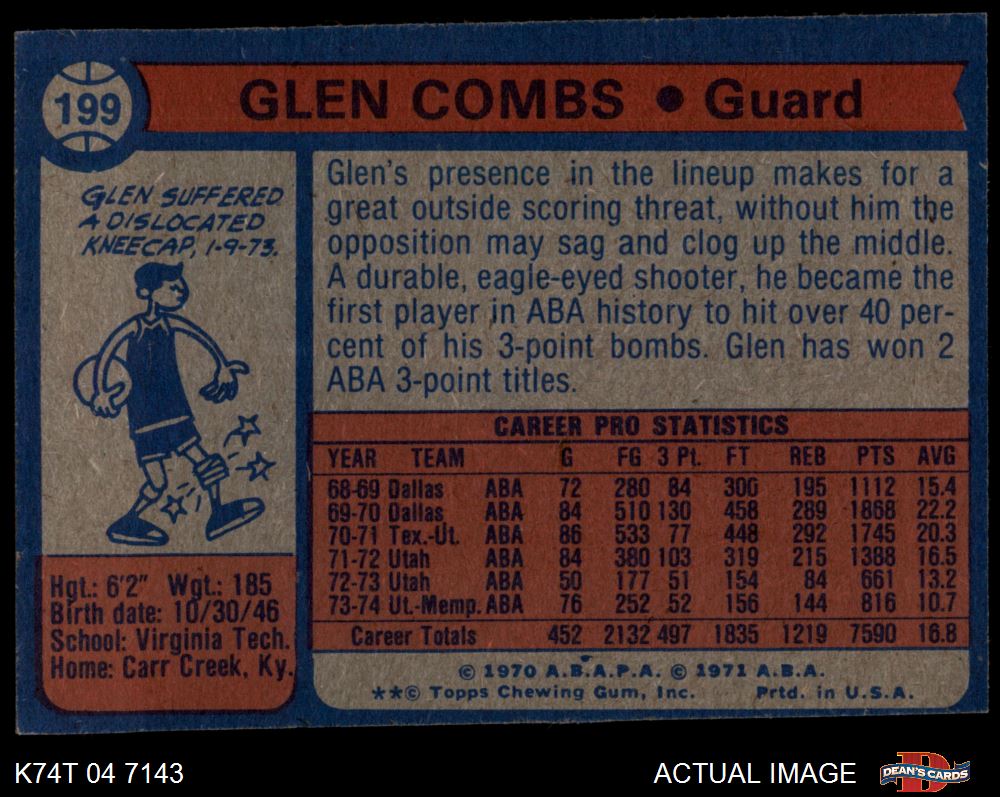 199
GLEN COMBS • Guard
GLEN SUFFERED
A DISLOCATED
KNEECAP, 1-9-73.
Glen's presence in the lineup makes for a
great outside scoring threat, without him the
opposition may sag and clog up the middle.
A durable, eagle-eyed shooter, he became the
first player in ABA history to hit over 40 per-
cent of his 3-point bombs. Glen has won 2
ABA 3-point titles.
CAREER PRO STATISTICS
YEAR TEAM G FG 3 Pt. FT REB PTS AVG
68-69 Dallas ABA 72 280 84 300 195 1112 15.4
69-70 Dallas ABA 84 510 130 458 289 1868 22.2
70-71 Tex.-Ut. ABA 86 533 77 448 292 1745 20.3
71-72 Utah ABA 84 380 103 319 215 1388 16.5
72-73 Utah ABA 50 177 51 154 84 661 13.2
73-74 Ut.-Memp. ABA 76 252 52 156 144 816 10.7
Career Totals 452 2132 497 1835 1219 7590 16.8
Hgt.: 6'2" Wgt.: 185
Birth date: 10/30/46
School: Virginia Tech.
Home: Carr Creek, Ky.
© 1970 A.B.A.P.A. © 1971 A.B.A.
**© Topps Chewing Gum, Inc. Prtd. in U.S.A.
K74T 04 7143
ACTUAL IMAGE
DEAN'S CARDS